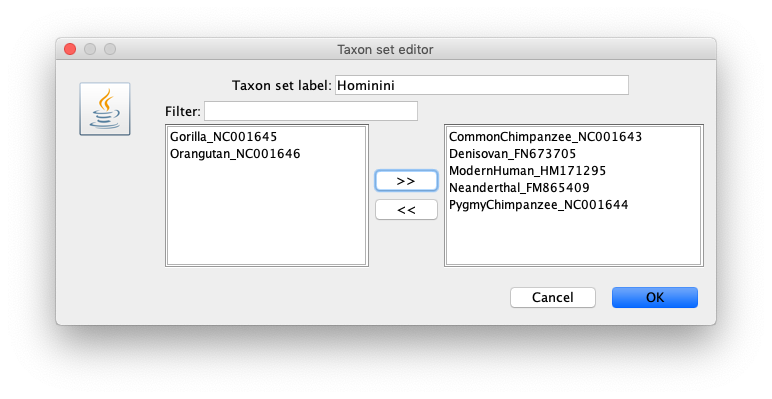 Taxon set editor
Taxon set label: Hominini
Filter:
Gorilla_NC001645
Orangutan_NC001646
>>
<<
CommonChimpanzee_NC001643
Denisovan_FN673705
ModernHuman_HM171295
Neanderthal_FM865409
PygmyChimpanzee_NC001644
Cancel
OK